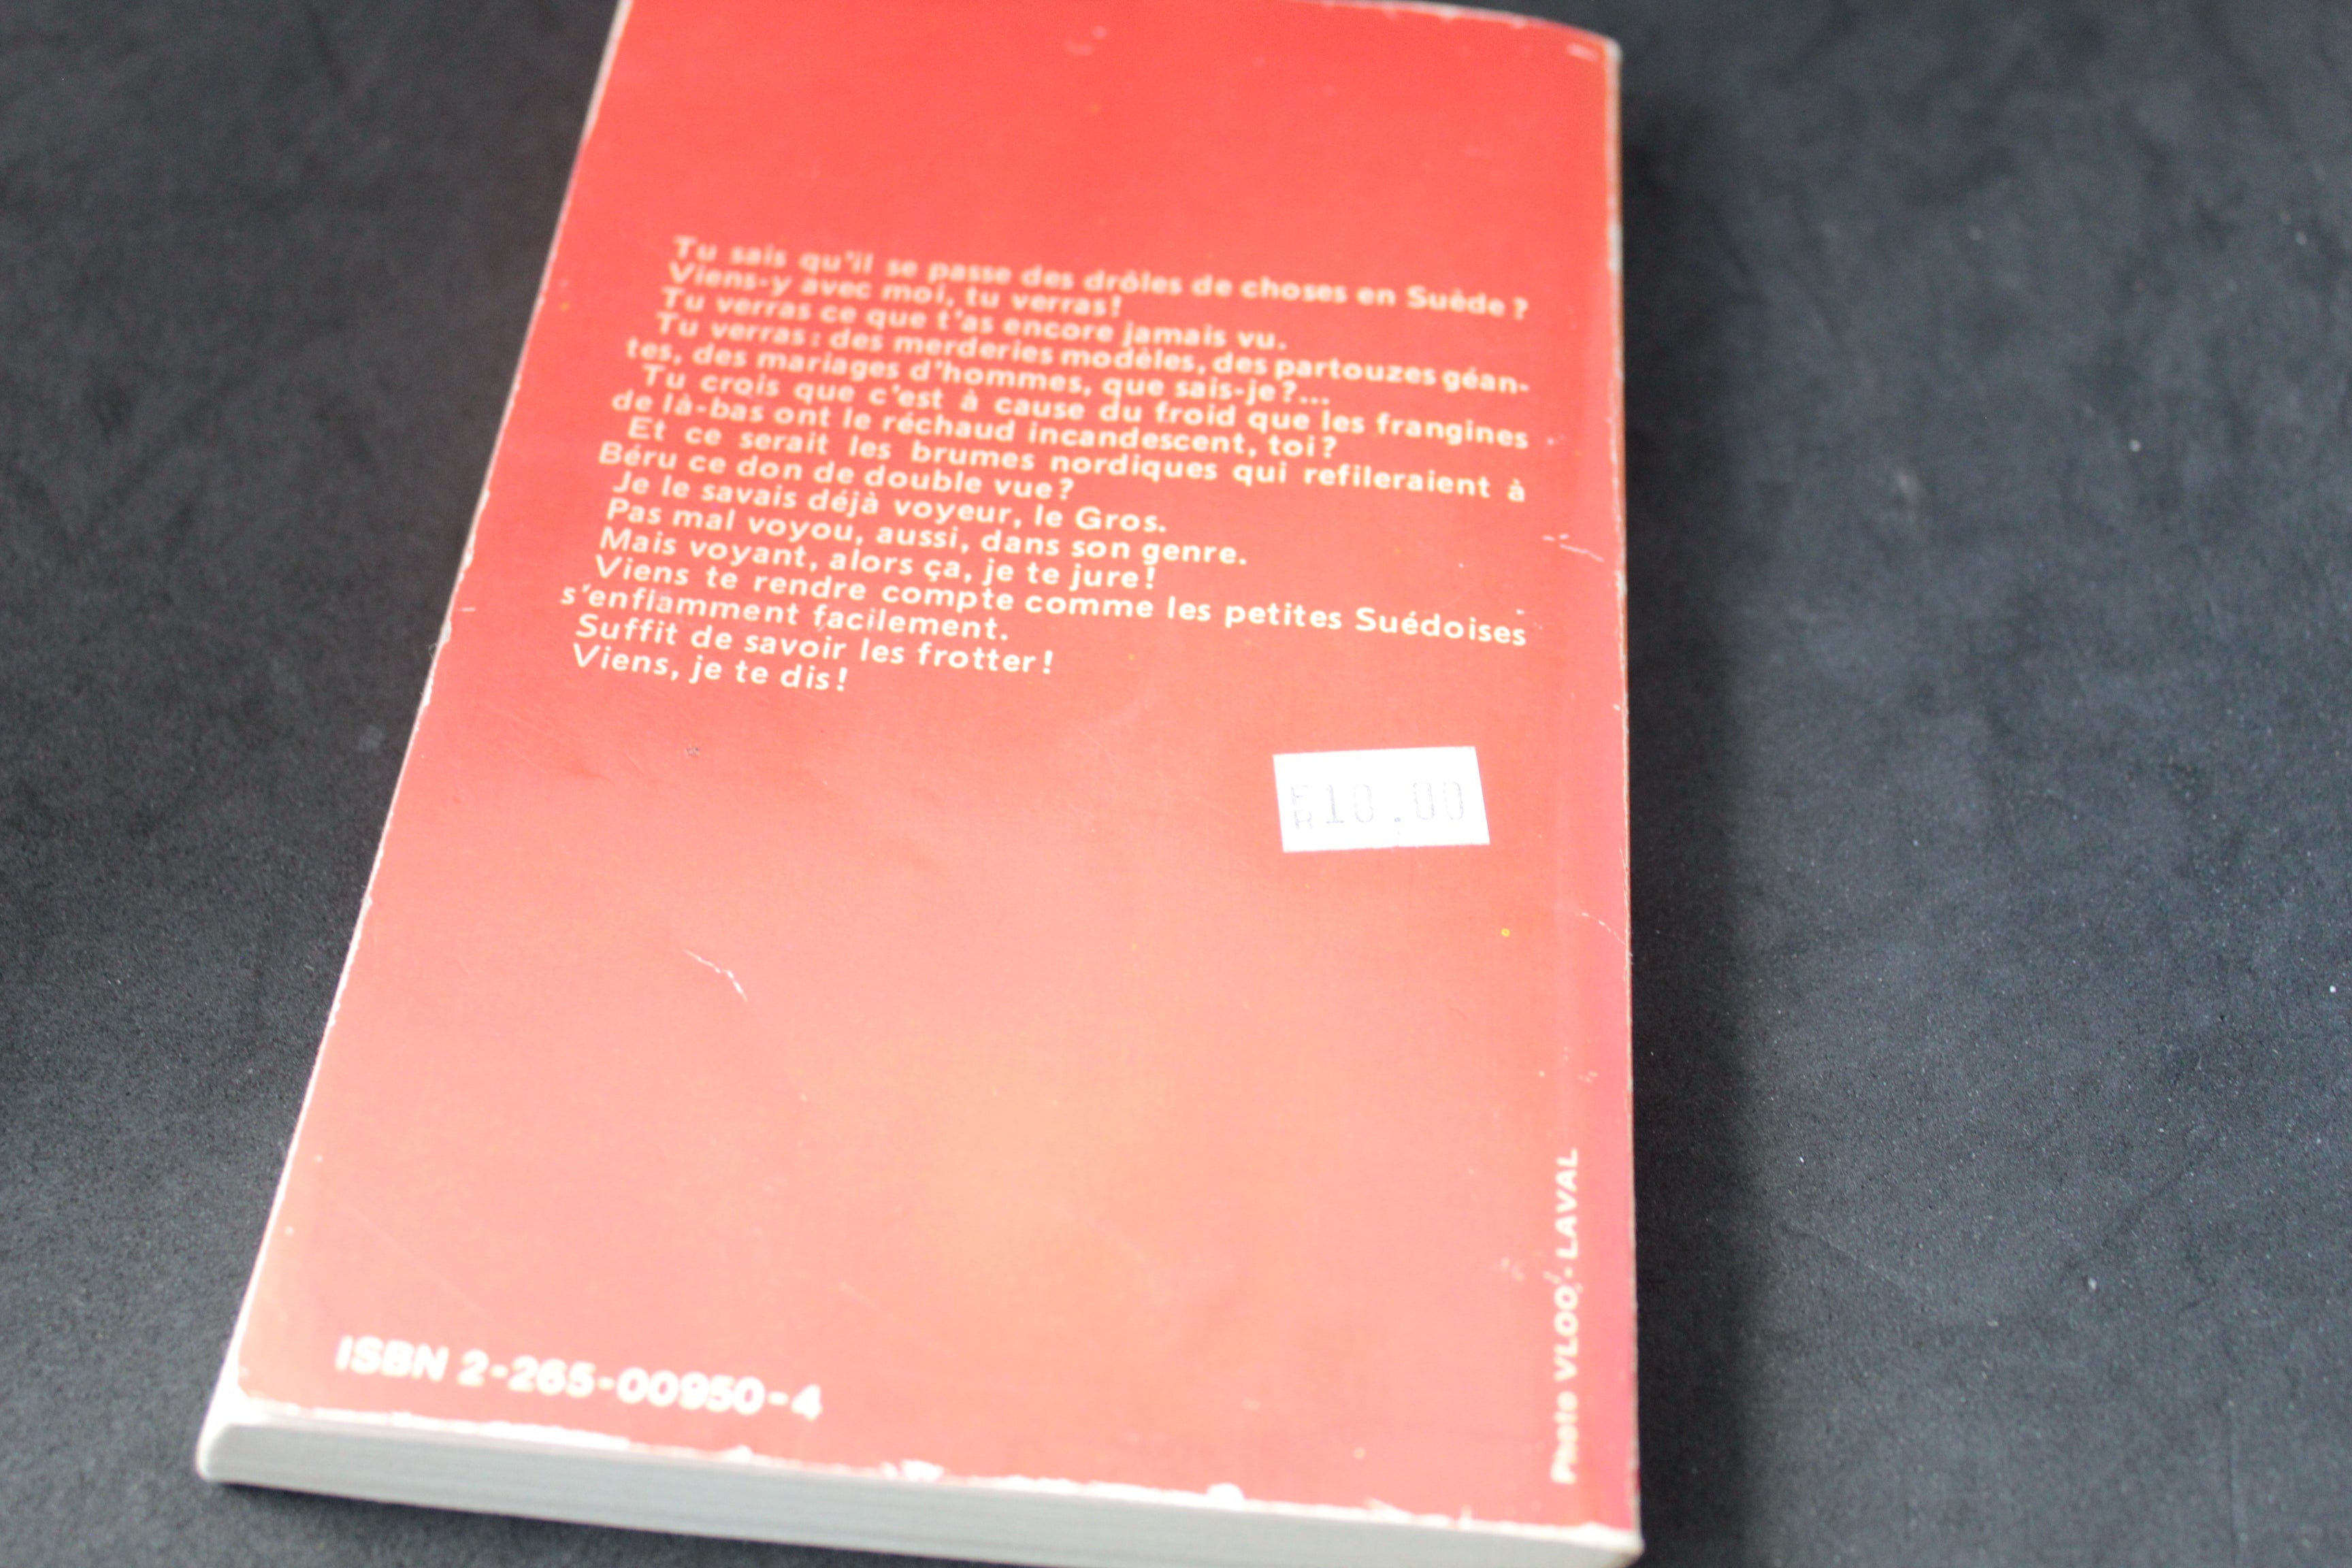 Tu sais qu'il se passe des drôles de choses en Suède ?
Viens-y avec moi, tu verras !
Tu verras ce que t'as encore jamais vu.
Tu verras : des merderies modèles, des partouzes géan-
tes, des mariages d'hommes, que sais-je ?...
Tu crois que c'est à cause du froid que les frangines
de là-bas ont le réchaud incandescent, toi ?
Et ce serait les brumes nordiques qui refileraient à
Béru ce don de double vue ?
Je le savais déjà voyeur, le Gros.
Pas mal voyou, aussi, dans son genre.
Mais voyant, alors ça, je te jure !
Viens te rendre compte comme les petites Suédoises
s'enflamment facilement.
Suffit de savoir les frotter !
Viens, je te dis !
10.00
Photo VLOO - LAVAL
ISBN 2-265-00950-4